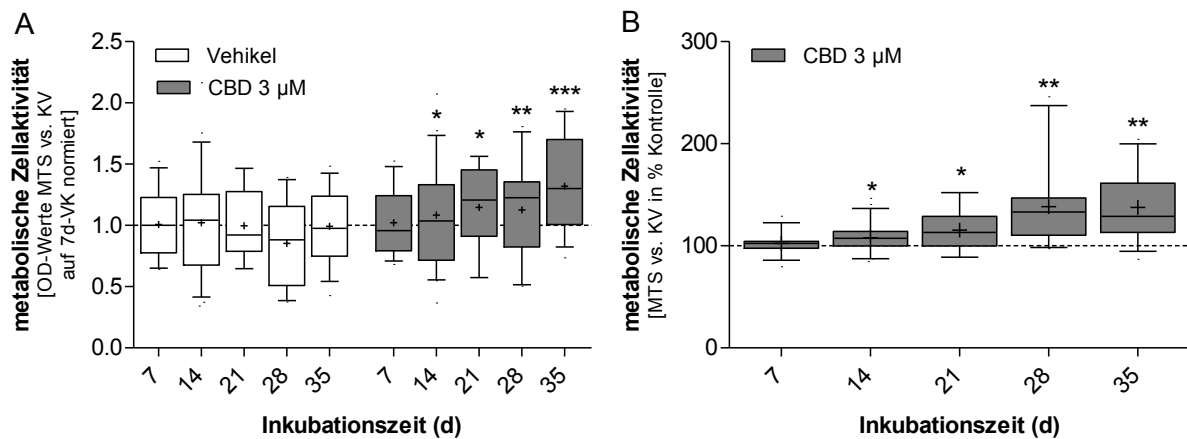 A
metabolische Zellaktivität
[OD-Werte MTS vs. KV
auf 7d-VK normiert]
2.5
2.0
1.5
1.0
0.5
0.0
Vehikel
CBD 3 µM
*
*
**
***
7
14
21
28
35
7
14
21
28
35
Inkubationszeit (d)
B
metabolische Zellaktivität
[MTS vs. KV in % Kontrolle]
300
200
100
0
CBD 3 µM
*
*
**
**
7
14
21
28
35
Inkubationszeit (d)